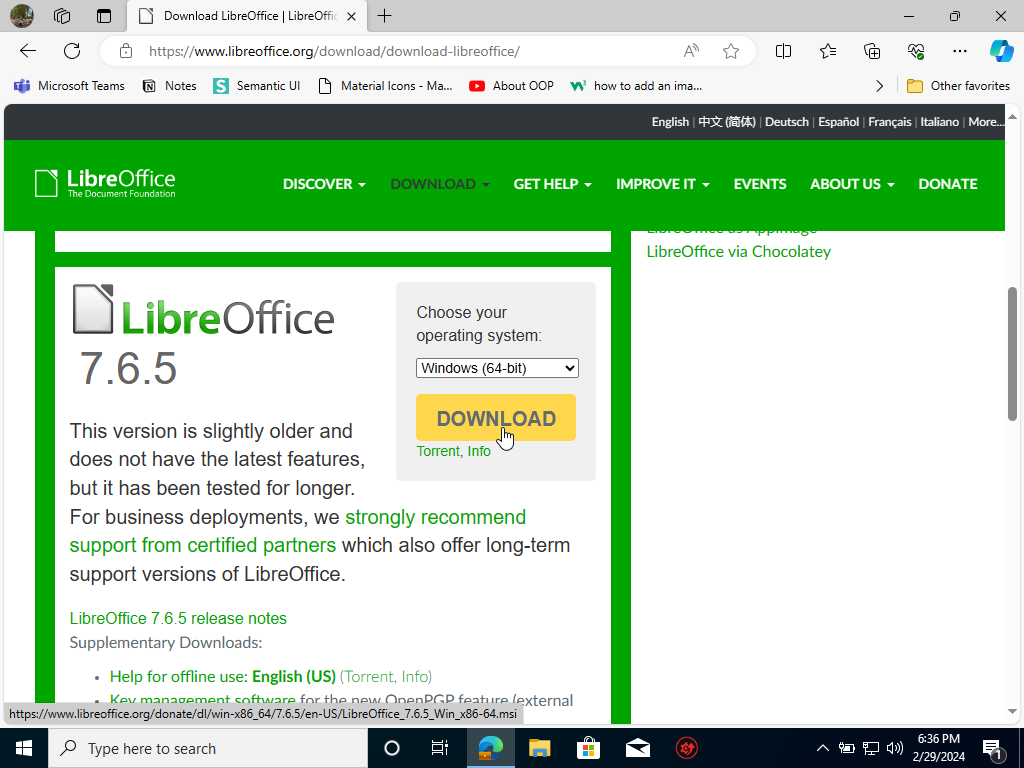 Download LibreOffice | LibreOffic
https://www.libreoffice.org/download/download-libreoffice/
Microsoft Teams
Notes
Semantic UI
Material Icons - Ma...
About OOP
how to add an ima...
Other favorites
English | 中文 (简体) | Deutsch | Español | Français | Italiano | More...
LibreOffice
The Document Foundation
DISCOVER
DOWNLOAD
GET HELP
IMPROVE IT
EVENTS
ABOUT US
DONATE
LibreOffice as AppImage
LibreOffice via Chocolatey
LibreOffice
7.6.5
Choose your
operating system:
Windows (64-bit)
DOWNLOAD
Torrent, Info
This version is slightly older and
does not have the latest features,
but it has been tested for longer.
For business deployments, we strongly recommend
support from certified partners which also offer long-term
support versions of LibreOffice.
LibreOffice 7.6.5 release notes
Supplementary Downloads:
• Help for offline use: English (US) (Torrent, Info)
• Key management software for the new OpenPGP feature (external
https://www.libreoffice.org/donate/dl/win-x86_64/7.6.5/en-US/LibreOffice_7.6.5_Win_x86-64.msi
Type here to search
6:36 PM
2/29/2024
1